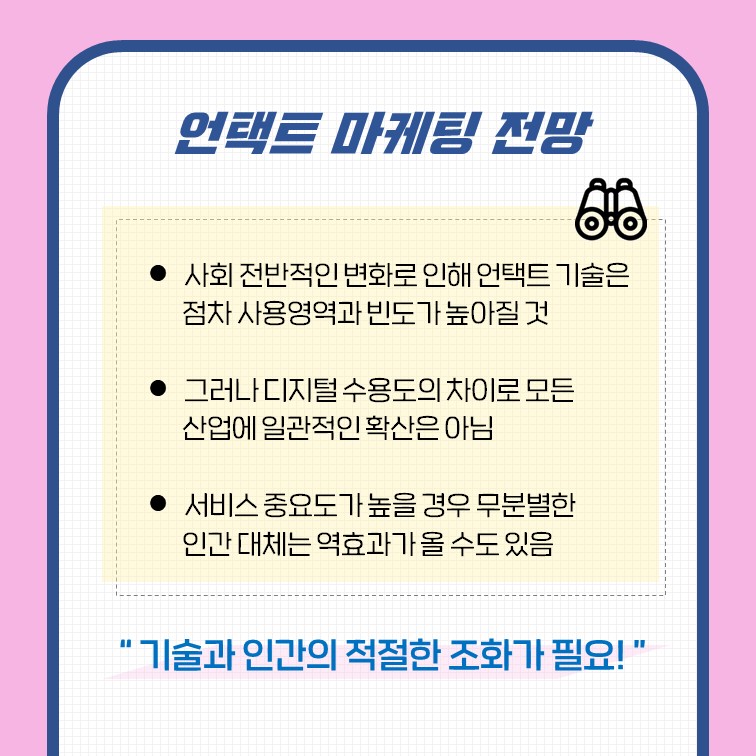 언택트 마케팅 전망
● 사회 전반적인 변화로 인해 언택트 기술은
점차 사용영역과 빈도가 높아질 것
● 그러나 디지털 수용도의 차이로 모든
산업에 일관적인 확산은 아님
● 서비스 중요도가 높을 경우 무분별한
인간 대체는 역효과가 올 수도 있음
“ 기술과 인간의 적절한 조화가 필요! ”